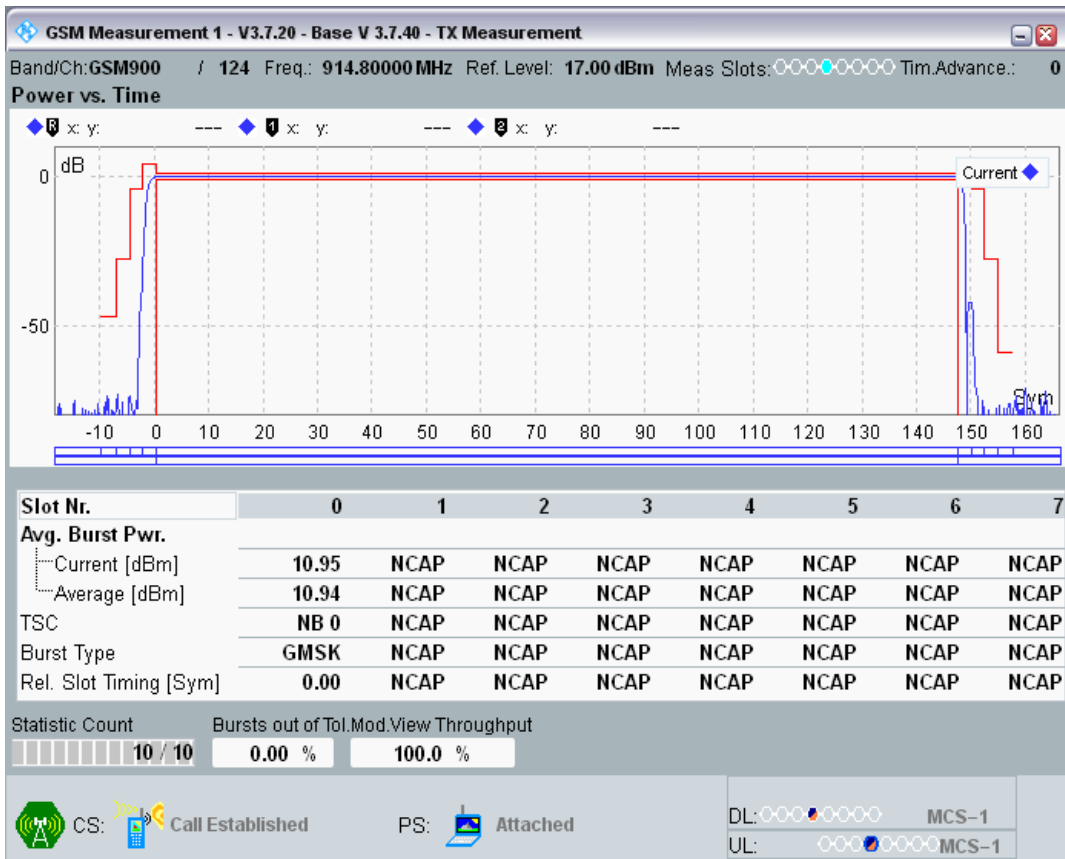 GSM Measurement 1 - V3.7.20 - Base V 3.7.40 - TX Measurement
Band/Ch:GSM900 / 124 Freq.: 914.80000 MHz Ref. Level: 17.00 dBm Meas Slots: Tim.Advance.: 0
Power vs. Time
R x: y: --- 1 x: y: --- 2 x: y: ---
dB
Current
0
-50
Sym
-10 0 10 20 30 40 50 60 70 80 90 100 110 120 130 140 150 160
Slot Nr. 0 1 2 3 4 5 6 7
Avg. Burst Pwr.
Current [dBm] 10.95 NCAP NCAP NCAP NCAP NCAP NCAP NCAP
Average [dBm] 10.94 NCAP NCAP NCAP NCAP NCAP NCAP NCAP
TSC NB 0 NCAP NCAP NCAP NCAP NCAP NCAP NCAP
Burst Type GMSK NCAP NCAP NCAP NCAP NCAP NCAP NCAP
Rel. Slot Timing [Sym] 0.00 NCAP NCAP NCAP NCAP NCAP NCAP NCAP
Statistic Count Bursts out of Tol.Mod.View Throughput
10 / 10 0.00 % 100.0 %
CS: Call Established PS: Attached
DL: MCS-1
UL: MCS-1